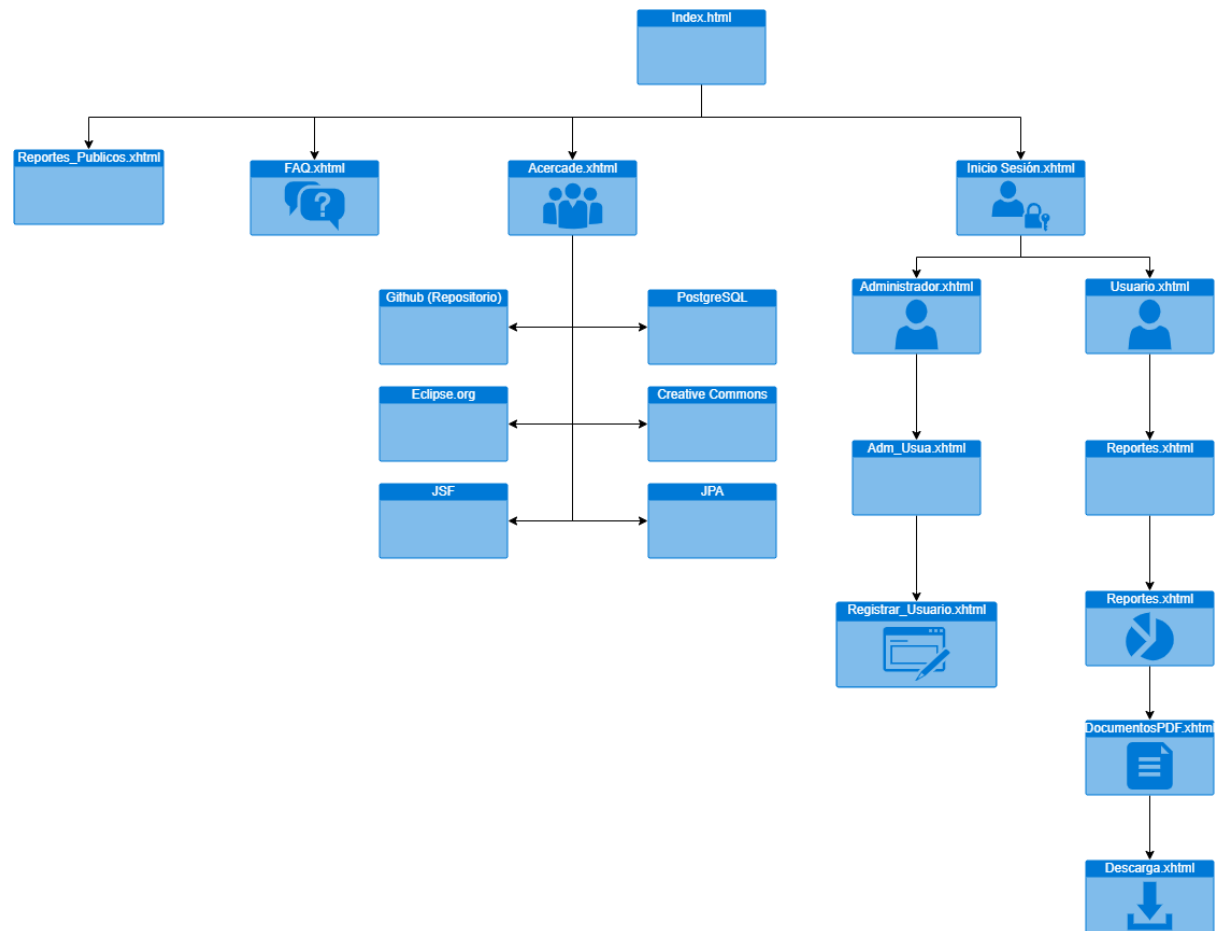 Index.html
Reportes_Publicos.xhtml
FAQ.xhtml
Acercade.xhtml
Inicio Sesión.xhtml
Administrador.xhtml
Usuario.xhtml
Github (Repositorio)
PostgreSQL
Eclipse.org
Creative Commons
Adm_Usua.xhtml
Reportes.xhtml
JSF
JPA
Registrar_Usuario.xhtml
Reportes.xhtml
DocumentosPDF.xhtml
Descarga.xhtml